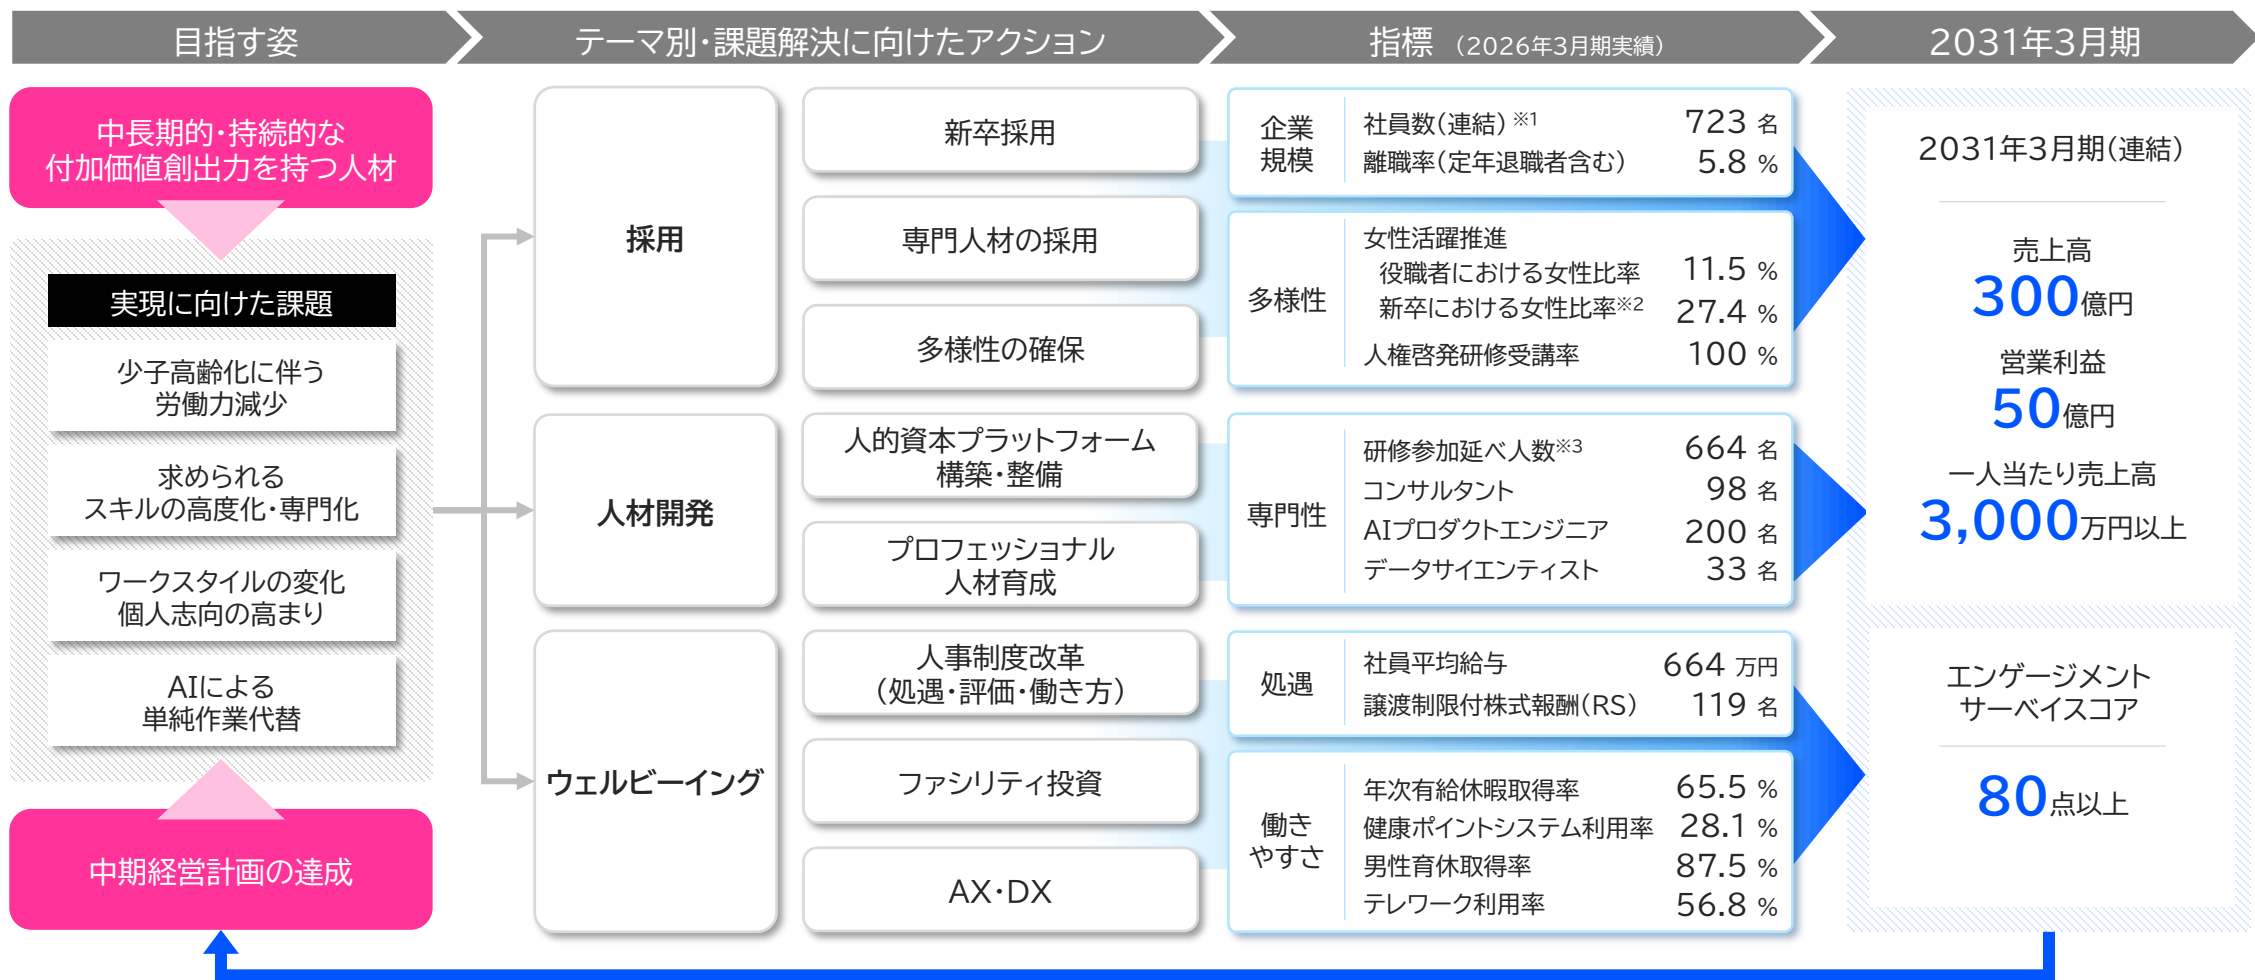 目指す姿
テーマ別・課題解決に向けたアクション
指標 （2026年3月期実績）
2031年3月期
中長期的・持続的な
付加価値創出力を持つ人材
実現に向けた課題
少子高齢化に伴う
労働力減少
求められる
スキルの高度化・専門化
ワークスタイルの変化
個人志向の高まり
AIによる
単純作業代替
中期経営計画の達成
採用
新卒採用
専門人材の採用
多様性の確保
人材開発
人的資本プラットフォーム
構築・整備
プロフェッショナル
人材育成
ウェルビーイング
人事制度改革
（処遇・評価・働き方）
ファシリティ投資
AX・DX
企業
規模
社員数（連結）※1 723 名
離職率（定年退職者含む） 5.8 %
多様性
女性活躍推進
役職者における女性比率 11.5 %
新卒における女性比率※2 27.4 %
人権啓発研修受講率 100 %
専門性
研修参加延べ人数※3 664 名
コンサルタント 98 名
AIプロダクトエンジニア 200 名
データサイエンティスト 33 名
処遇
社員平均給与 664 万円
譲渡制限付株式報酬（RS） 119 名
働き
やすさ
年次有給休暇取得率 65.5 %
健康ポイントシステム利用率 28.1 %
男性育休取得率 87.5 %
テレワーク利用率 56.8 %
2031年3月期（連結）
売上高
300億円
営業利益
50億円
一人当たり売上高
3,000万円以上
エンゲージメント
サーベイスコア
80点以上